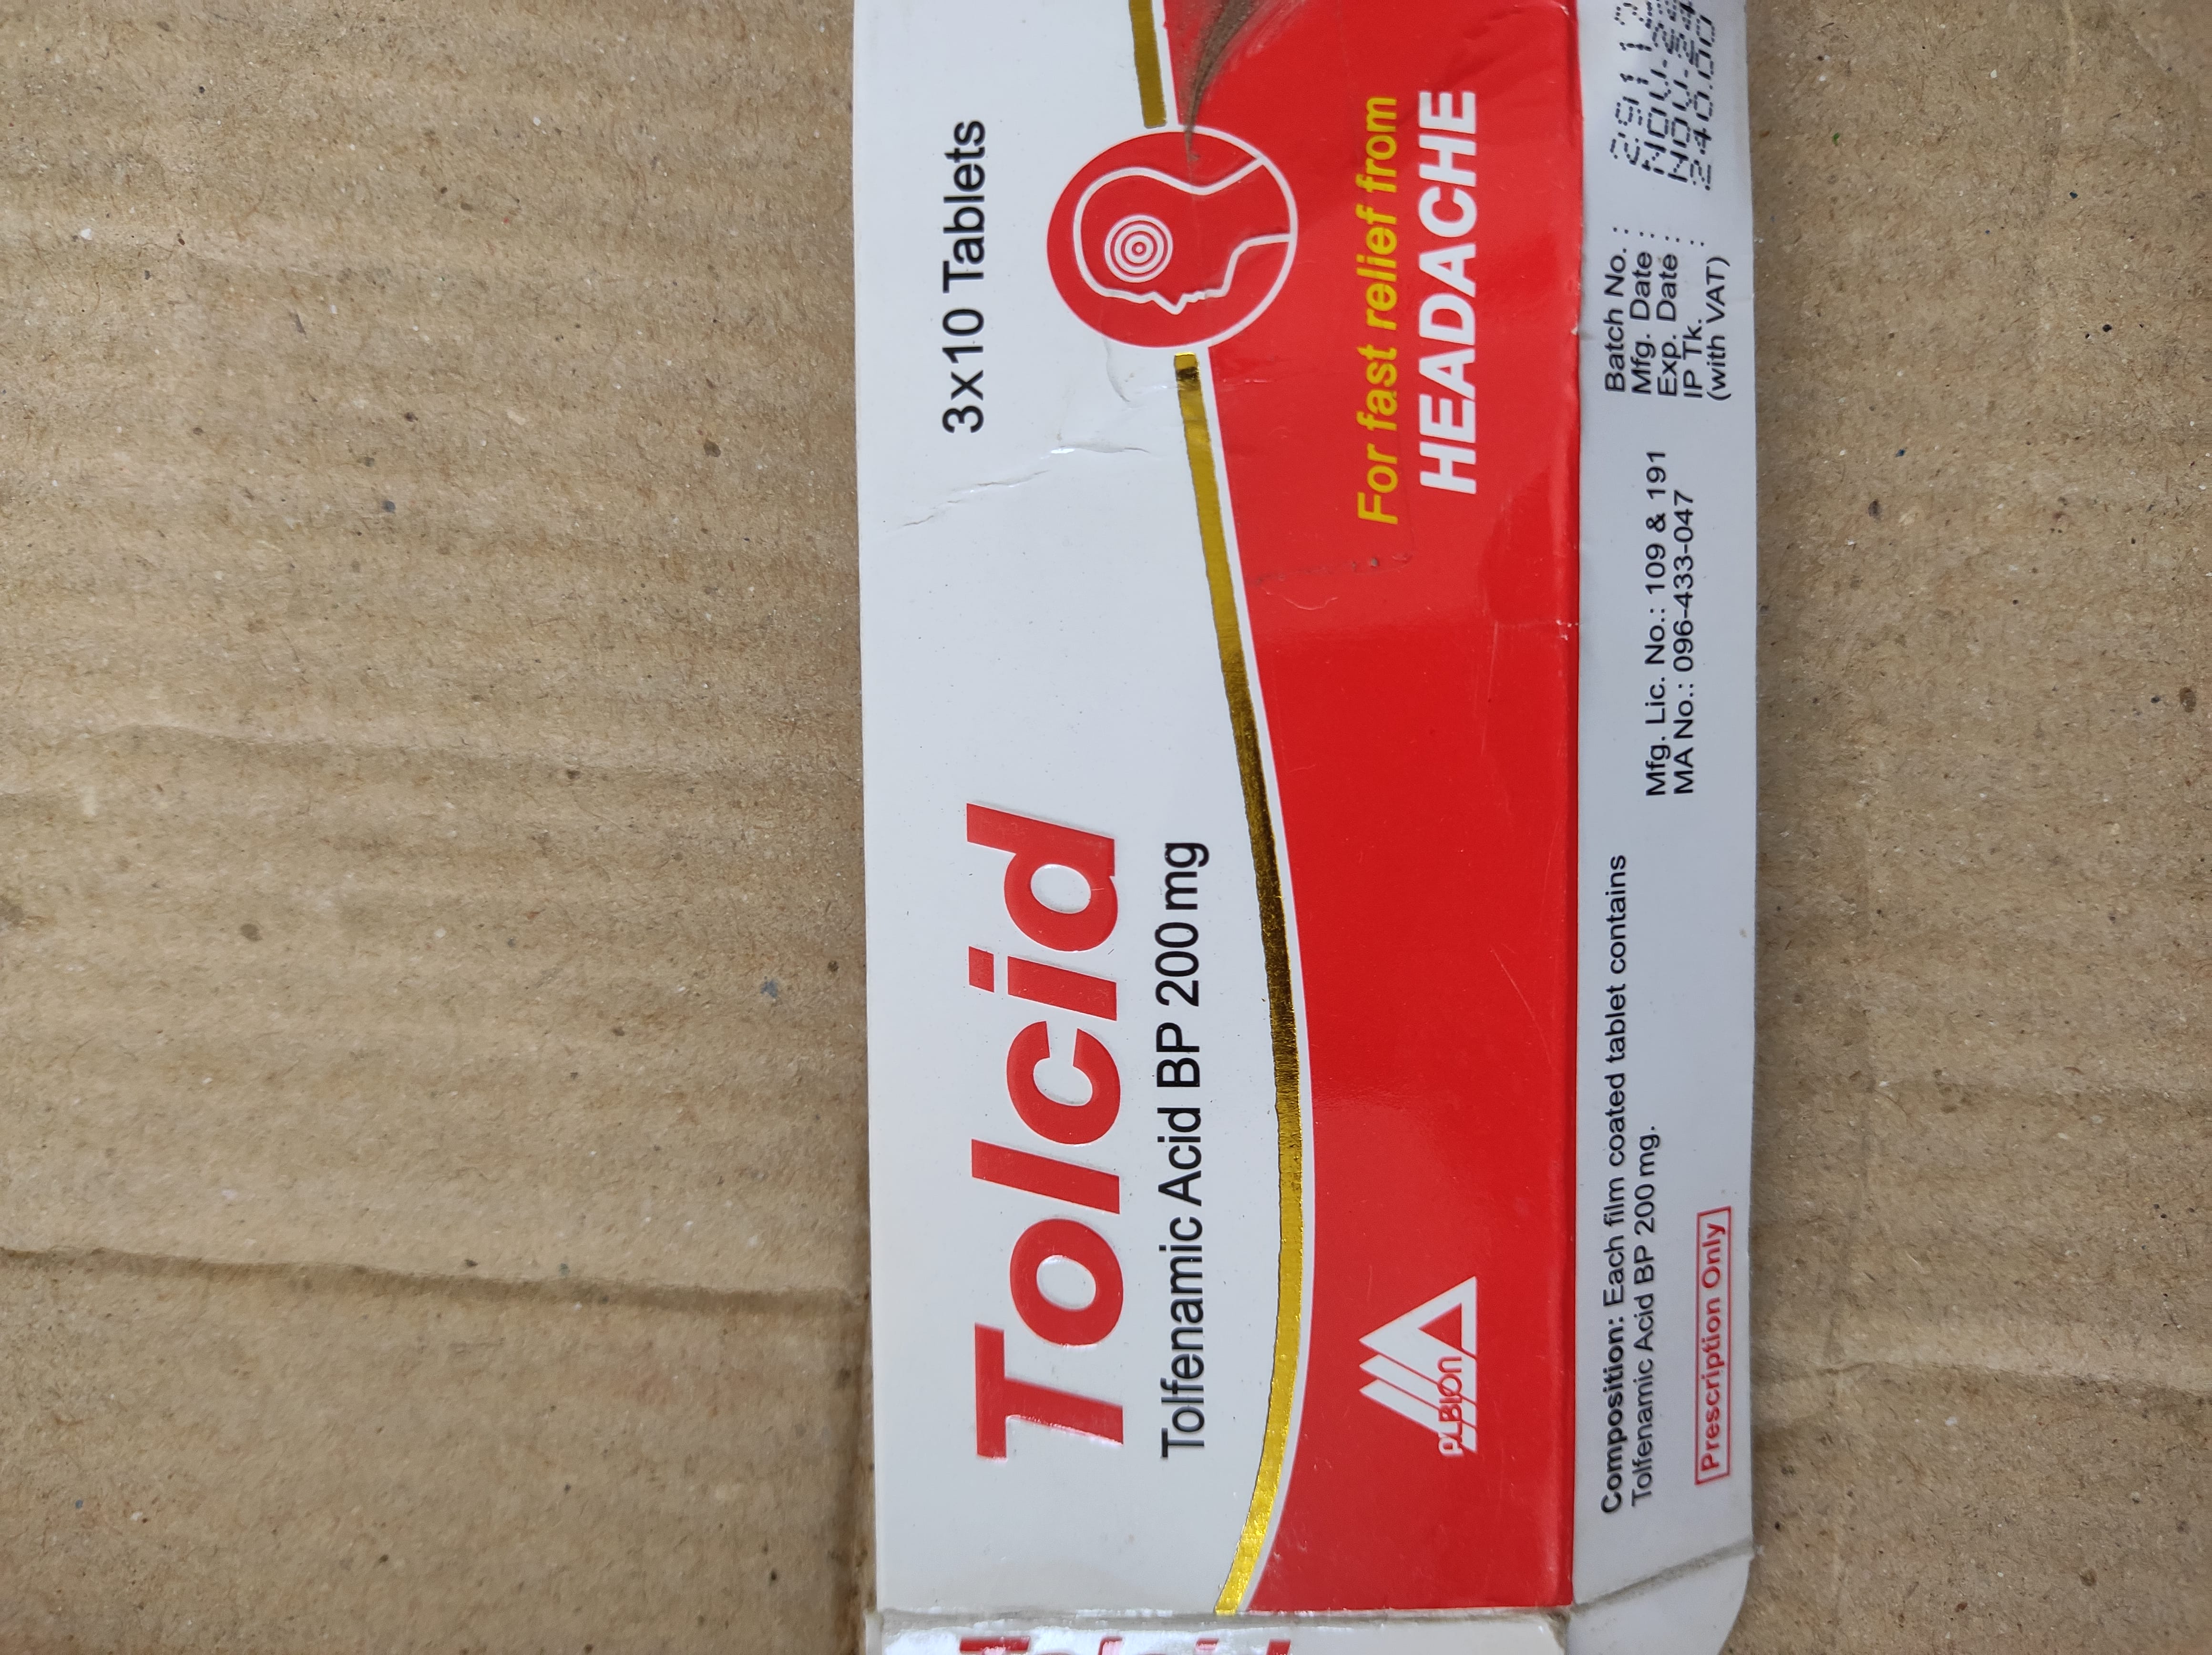 Tolcid
3x10 Tablets
Tolfenamic Acid BP 200 mg
ALBION
For fast relief from
HEADACHE
Composition: Each film coated tablet contains
Tolfenamic Acid BP 200 mg.
Prescription Only
Mfg. Lic. No.: 109 & 191
MA No.: 096-433-047
Batch No. :
Mfg. Date :
Exp. Date :
IP Tk. : 240.00
(with VAT)